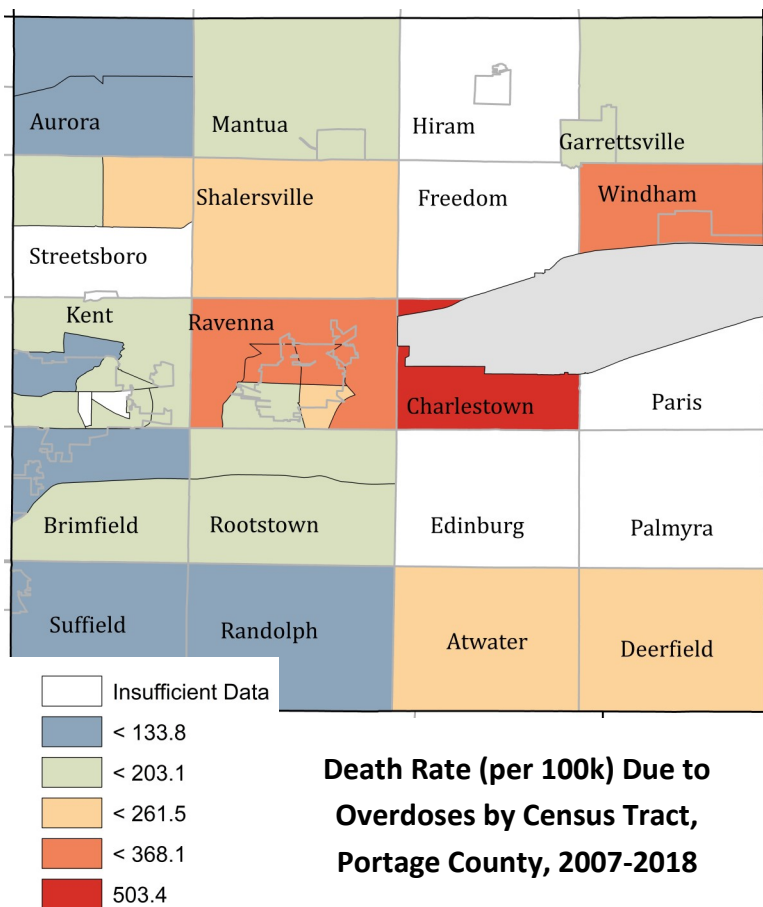 Aurora
Mantua
Hiram
Garrettsville
Shalersville
Freedom
Windham
Streetsboro
Kent
Ravenna
Charlestown
Paris
Brimfield
Rootstown
Edinburg
Palmyra
Suffield
Randolph
Atwater
Deerfield
Insufficient Data
< 133.8
< 203.1
< 261.5
< 368.1
503.4
Death Rate (per 100k) Due to
Overdoses by Census Tract,
Portage County, 2007-2018